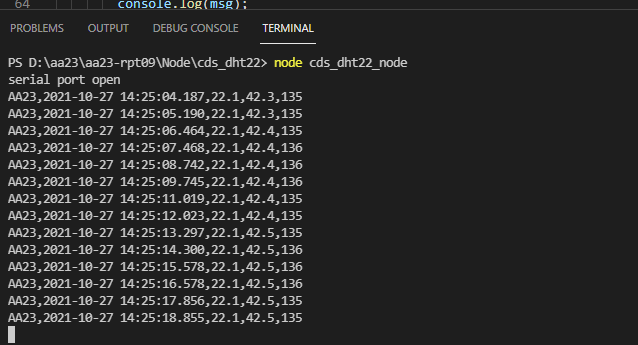 64 console.log(msg);
PROBLEMS OUTPUT DEBUG CONSOLE TERMINAL
PS D:\aa23\aa23-rpt09\Node\cds_dht22> node cds_dht22_node
serial port open
AA23,2021-10-27 14:25:04.187,22.1,42.3,135
AA23,2021-10-27 14:25:05.190,22.1,42.3,135
AA23,2021-10-27 14:25:06.464,22.1,42.4,135
AA23,2021-10-27 14:25:07.468,22.1,42.4,136
AA23,2021-10-27 14:25:08.742,22.1,42.4,136
AA23,2021-10-27 14:25:09.745,22.1,42.4,136
AA23,2021-10-27 14:25:11.019,22.1,42.4,135
AA23,2021-10-27 14:25:12.023,22.1,42.4,135
AA23,2021-10-27 14:25:13.297,22.1,42.5,135
AA23,2021-10-27 14:25:14.300,22.1,42.5,136
AA23,2021-10-27 14:25:15.578,22.1,42.5,136
AA23,2021-10-27 14:25:16.578,22.1,42.5,136
AA23,2021-10-27 14:25:17.856,22.1,42.5,135
AA23,2021-10-27 14:25:18.855,22.1,42.5,135